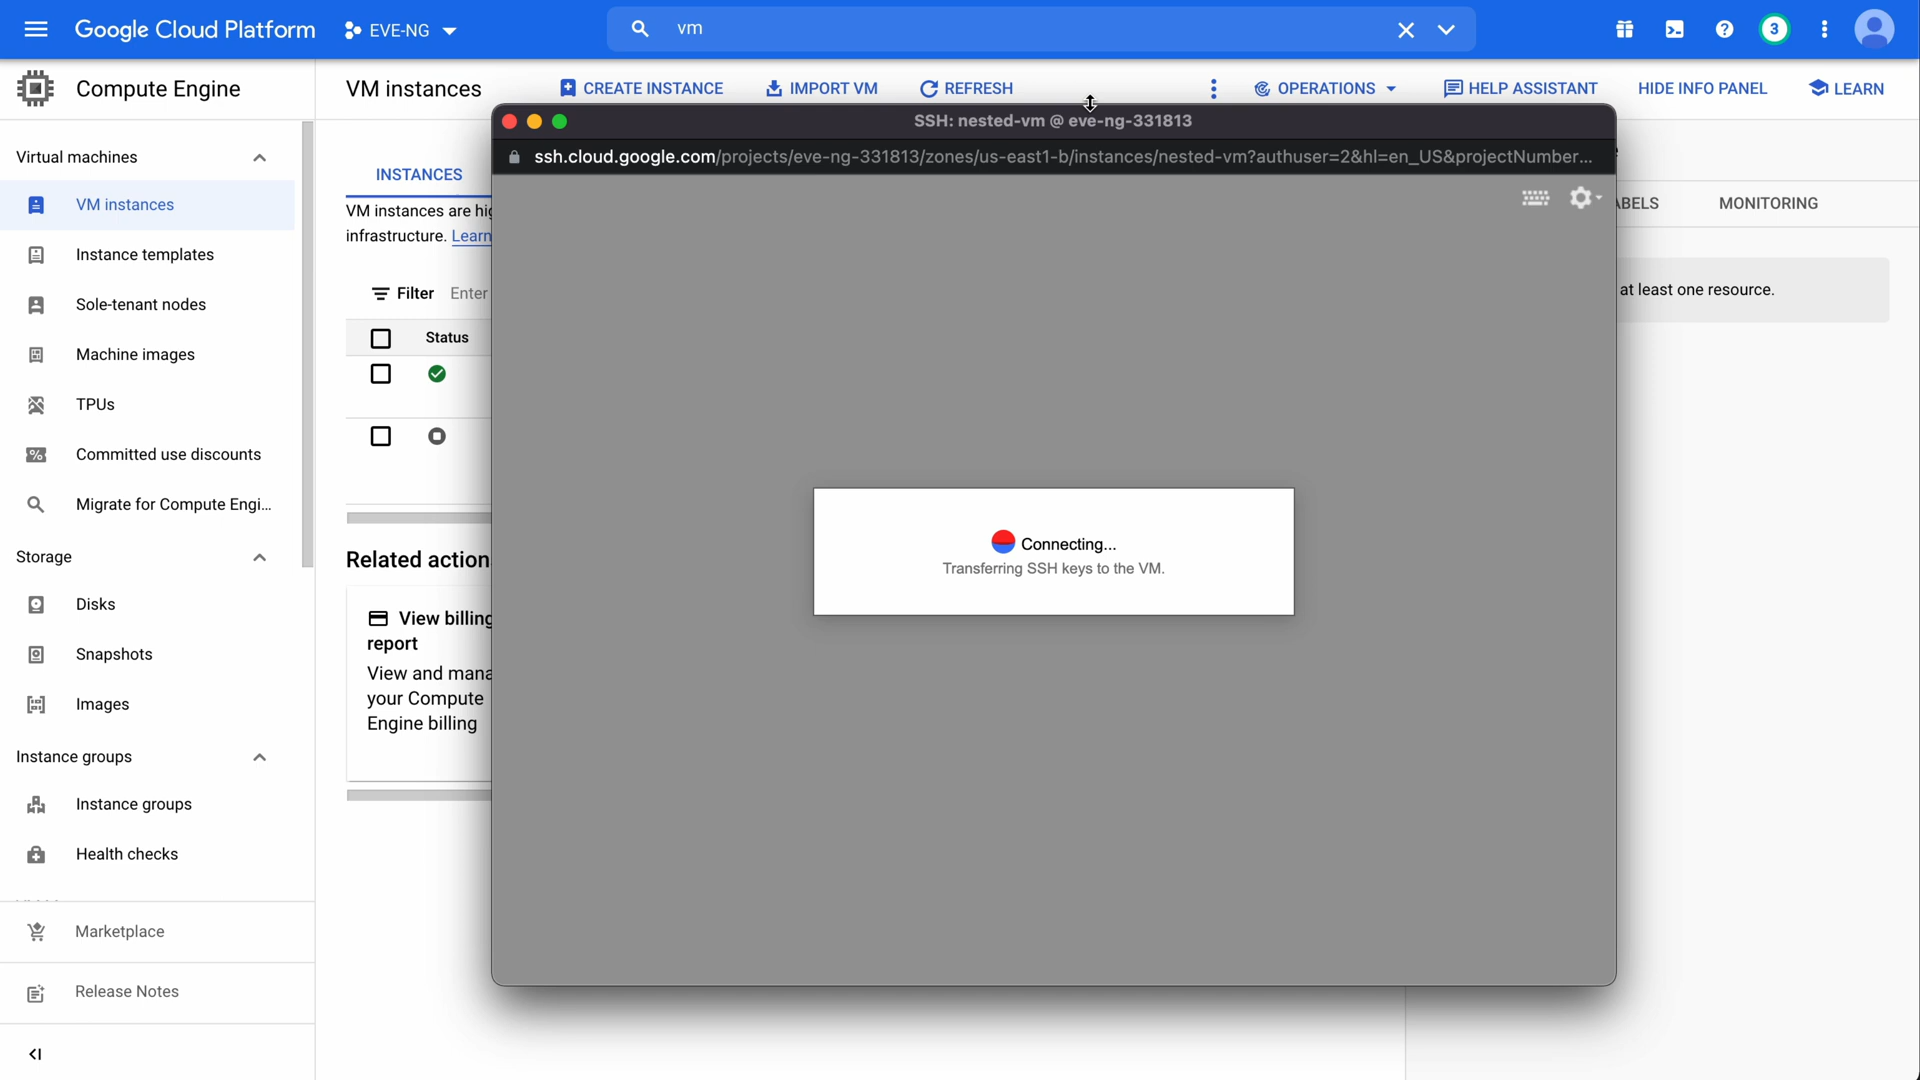 Google Cloud Platform
EVE-NG
vm
3
Compute Engine
VM instances
CREATE INSTANCE
IMPORT VM
REFRESH
OPERATIONS
HELP ASSISTANT
HIDE INFO PANEL
LEARN
Virtual machines
VM instances
Instance templates
Sole-tenant nodes
Machine images
TPUs
Committed use discounts
Migrate for Compute Engi...
Storage
Disks
Snapshots
Images
Instance groups
Instance groups
Health checks
Marketplace
Release Notes
INSTANCES
VM instances are hig
infrastructure. Learn
Filter Enter
Status
Related action
View billing
report
View and mana
your Compute
Engine billing
SSH: nested-vm @ eve-ng-331813
ssh.cloud.google.com/projects/eve-ng-331813/zones/us-east1-b/instances/nested-vm?authuser=2&hl=en_US&projectNumber...
Connecting...
Transferring SSH keys to the VM.
ABELS
MONITORING
at least one resource.